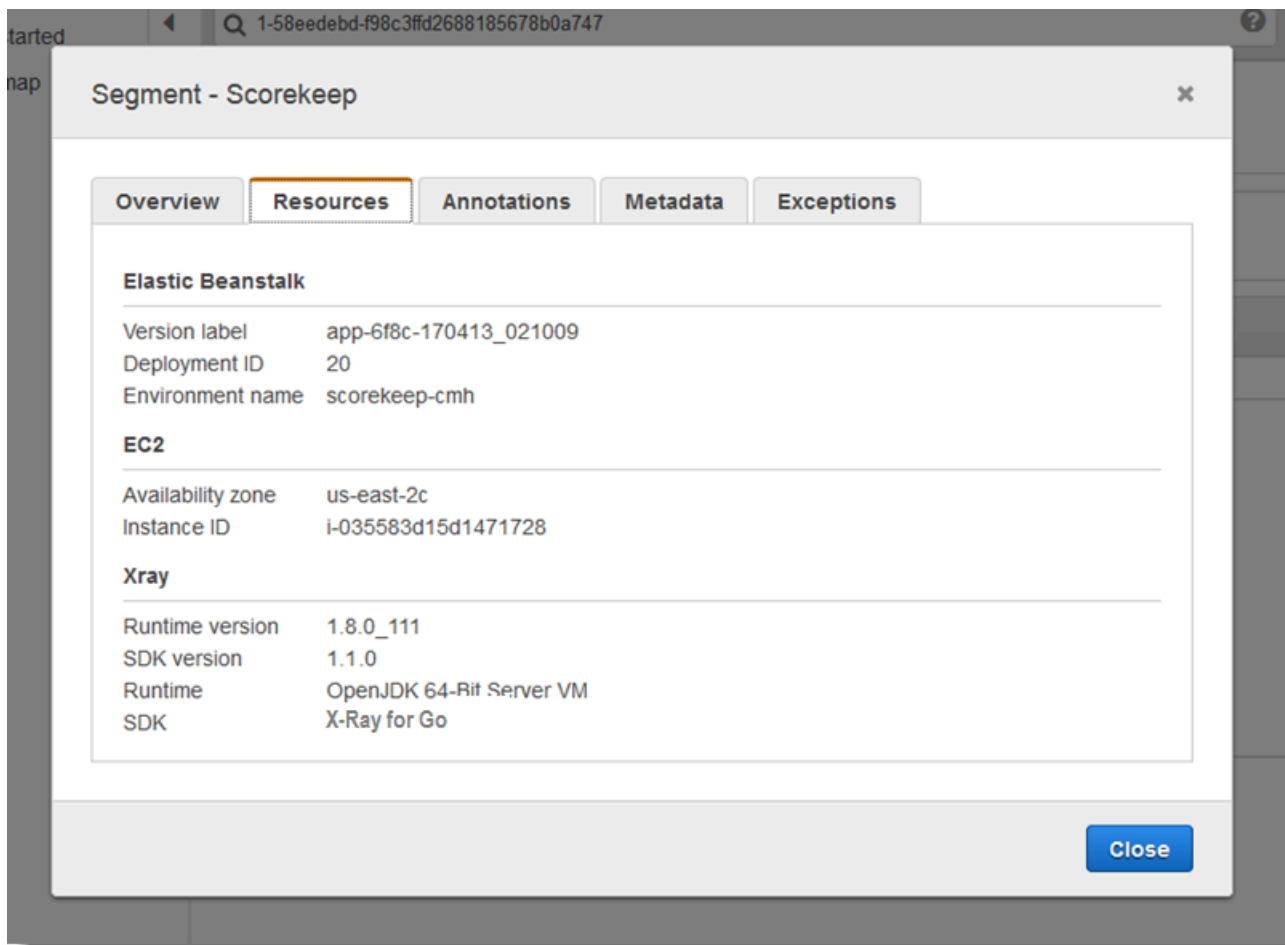 tarted
1-58eedebd-f98c3ffd2688185678b0a747
map
Segment - Scorekeep
Overview Resources Annotations Metadata Exceptions
Elastic Beanstalk
Version label app-6f8c-170413_021009
Deployment ID 20
Environment name scorekeep-cmh
EC2
Availability zone us-east-2c
Instance ID i-035583d15d1471728
Xray
Runtime version 1.8.0_111
SDK version 1.1.0
Runtime OpenJDK 64-Bit Server VM
SDK X-Ray for Go
Close